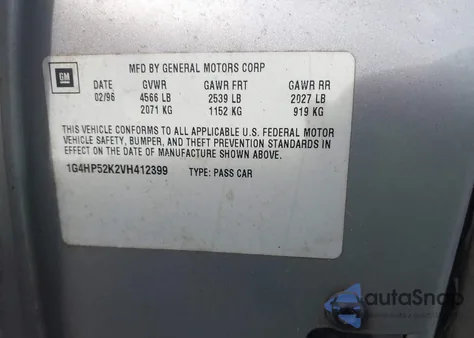 GM
MFD BY GENERAL MOTORS CORP
DATE GVWR GAWR FRT GAWR RR
02/96 4566 LB 2539 LB 2027 LB
2071 KG 1152 KG 919 KG
THIS VEHICLE CONFORMS TO ALL APPLICABLE U.S. FEDERAL MOTOR
VEHICLE SAFETY, BUMPER, AND THEFT PREVENTION STANDARDS IN
EFFECT ON THE DATE OF MANUFACTURE SHOWN ABOVE.
1G4HP52K2VH412399 TYPE: PASS CAR
autaSnap